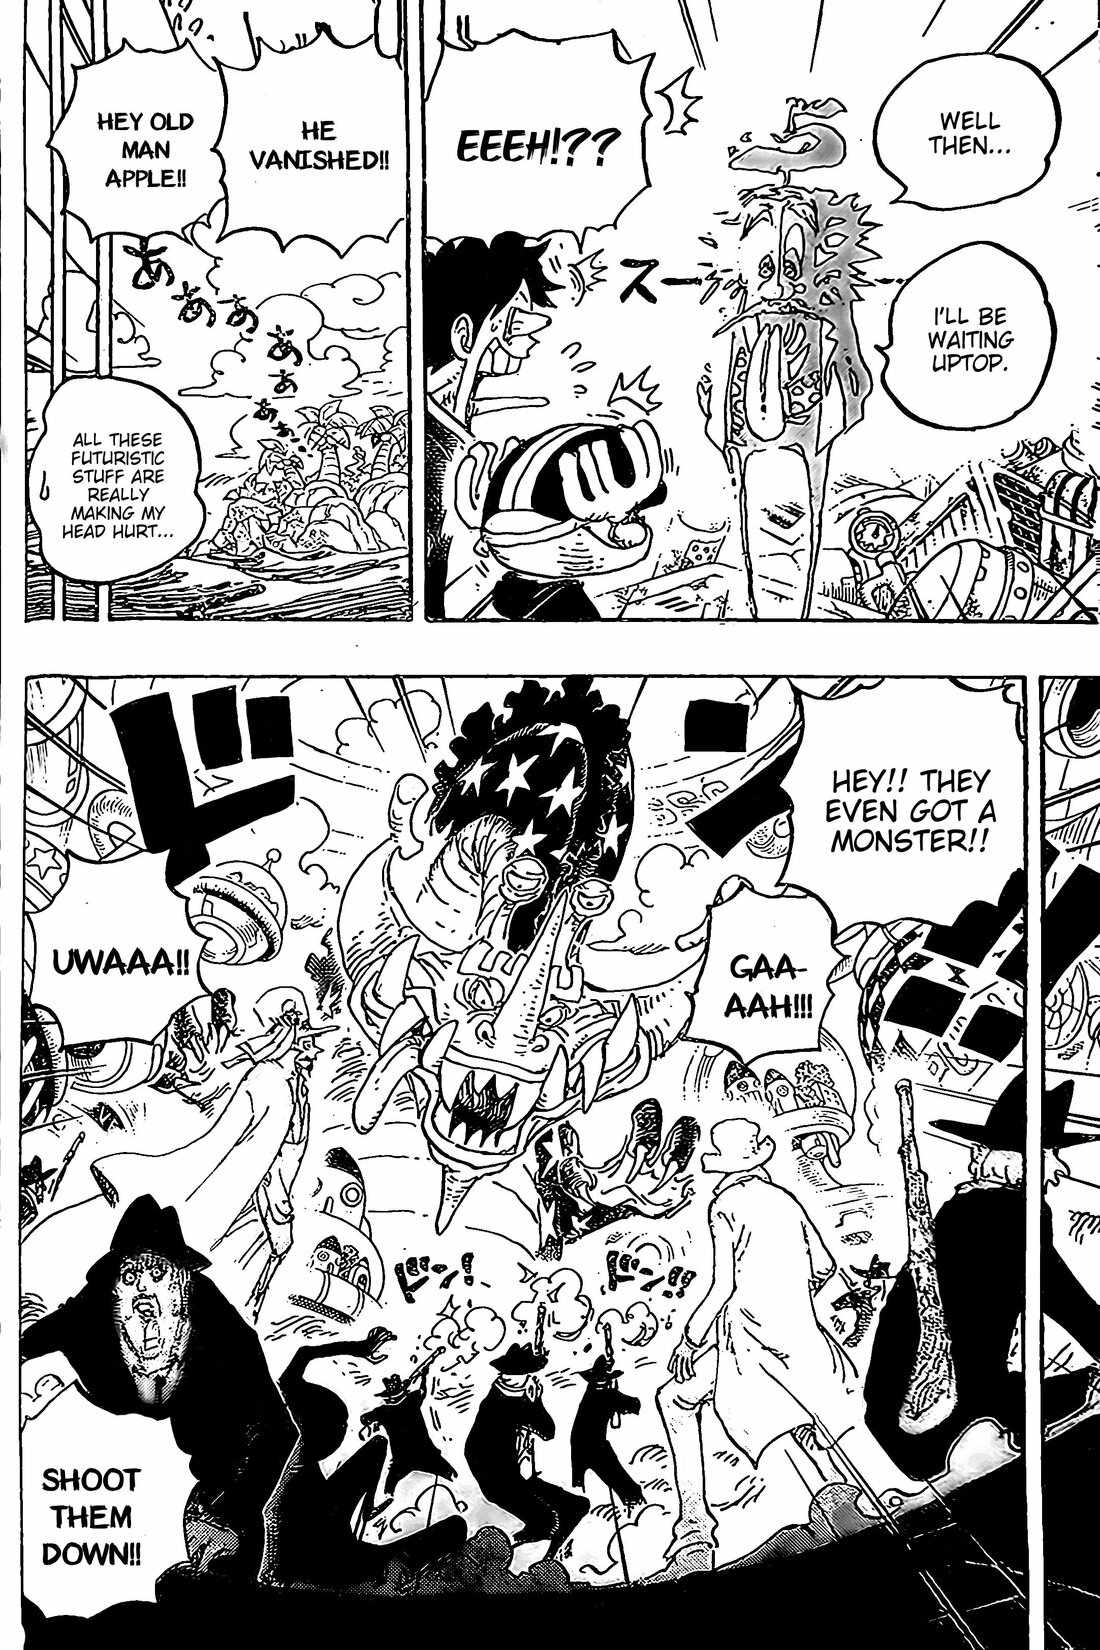 WELL
THEN...
I'LL BE
WAITING
UPTOP.
EEEH!??
スー
HE
VANISHED!!
HEY OLD
MAN
APPLE!!
ああああああ...
ALL THESE
FUTURISTIC
STUFF ARE
REALLY
MAKING MY
HEAD HURT...
HEY!! THEY
EVEN GOT A
MONSTER!!
GAA-
AAH!!!
UWAAA!!
ドン!
ドン!!
SHOOT
THEM
DOWN!!